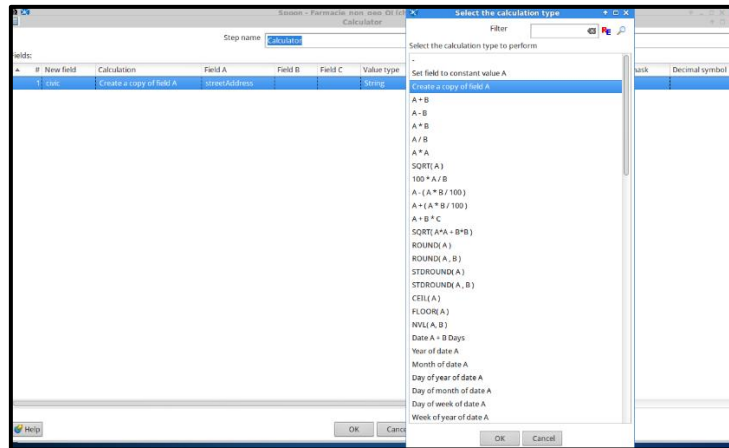 Calculator
Step name Calculator
ields:
# New field Calculation Field A Field B Field C Value type mask Decimal symbol
1 civic Create a copy of field A streetAddress String
Help OK Cance
Select the calculation type
Filter
Select the calculation type to perform
-
Set field to constant value A
Create a copy of field A
A + B
A - B
A * B
A / B
A * A
SQRT( A )
100 * A / B
A - ( A * B / 100 )
A + ( A * B / 100 )
A + B * C
SQRT( A*A + B*B )
ROUND( A )
ROUND( A , B )
STDROUND( A )
STDROUND( A , B )
CEIL( A )
FLOOR( A )
NVL( A, B )
Date A + B Days
Year of date A
Month of date A
Day of year of date A
Day of month of date A
Day of week of date A
Week of year of date A
OK Cancel